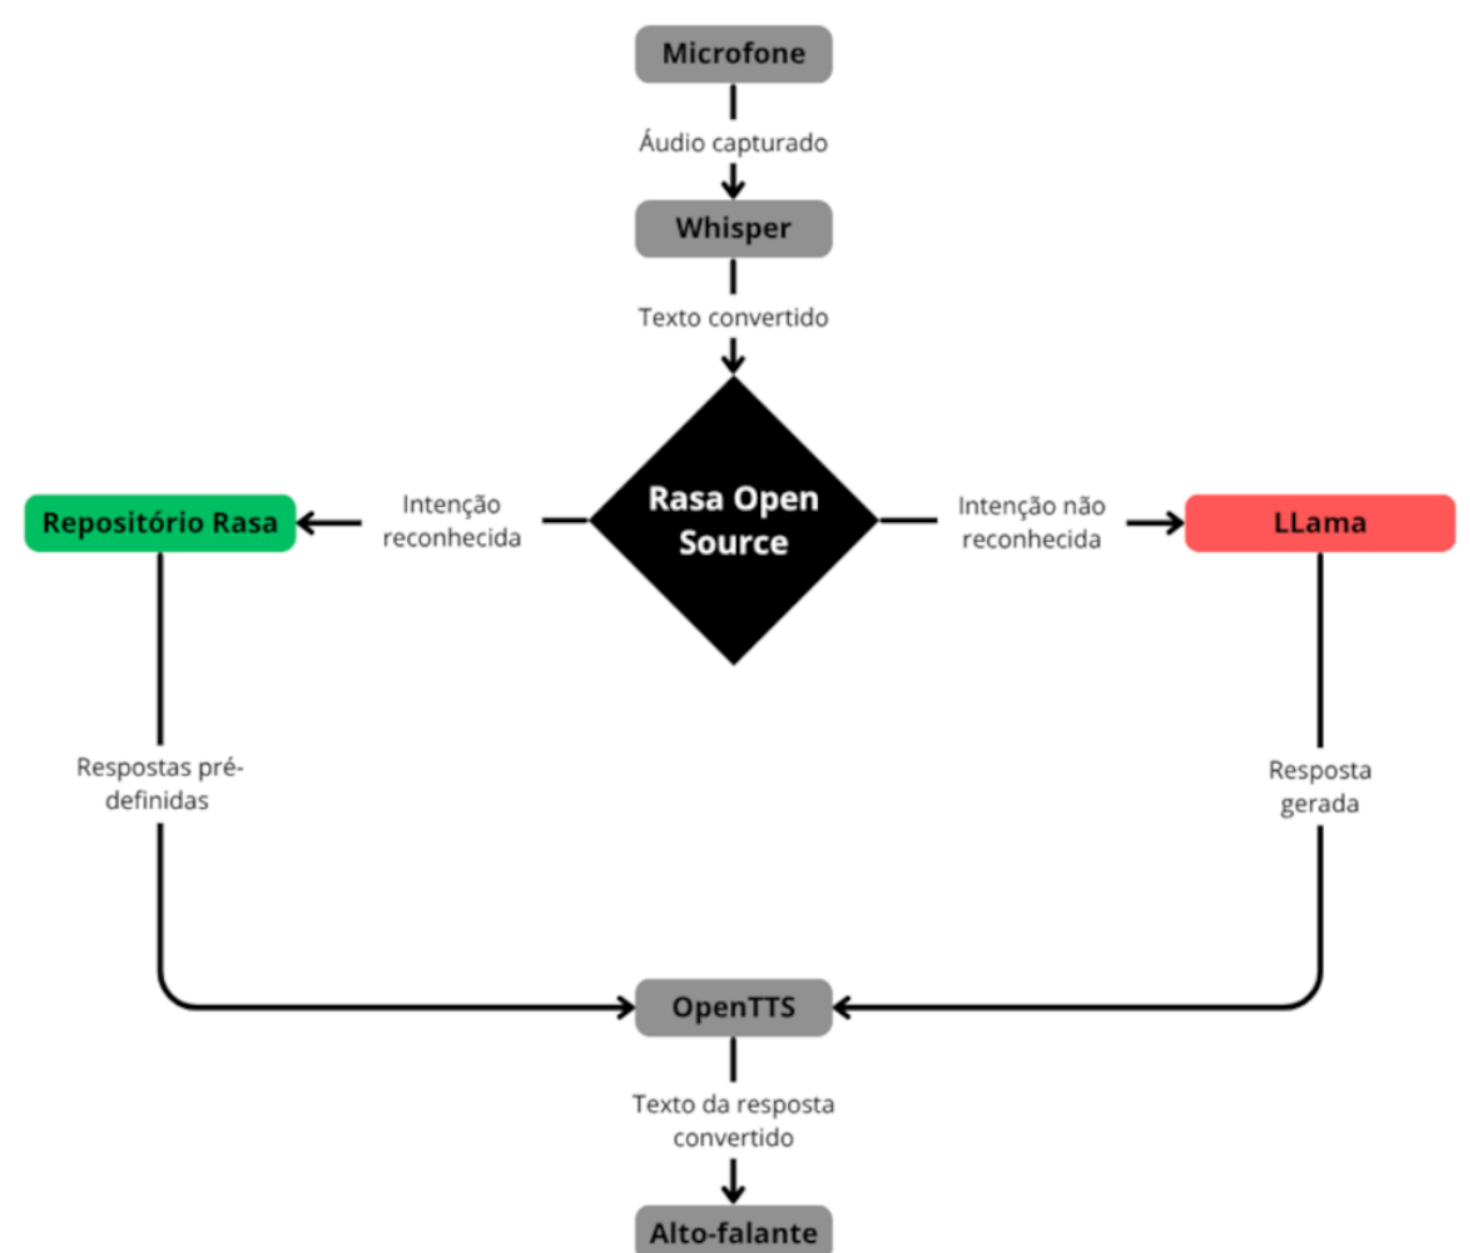 Microfone
Áudio capturado
Whisper
Texto convertido
Rasa Open
Source
Repositório Rasa
Intenção
reconhecida
Intenção não
reconhecida
LLama
Respostas pré-
definidas
Resposta
gerada
OpenTTS
Texto da resposta
convertido
Alto-falante